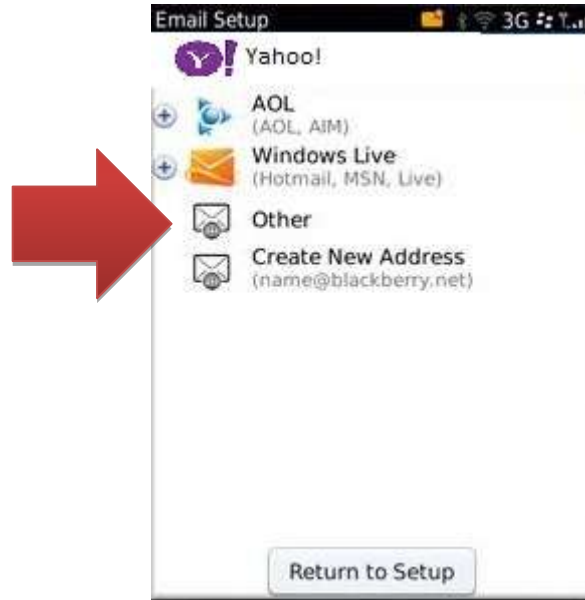 Email Setup 3G
Yahoo!
AOL
(AOL, AIM)
Windows Live
(Hotmail, MSN, Live)
Other
Create New Address
(name@blackberry.net)
Return to Setup